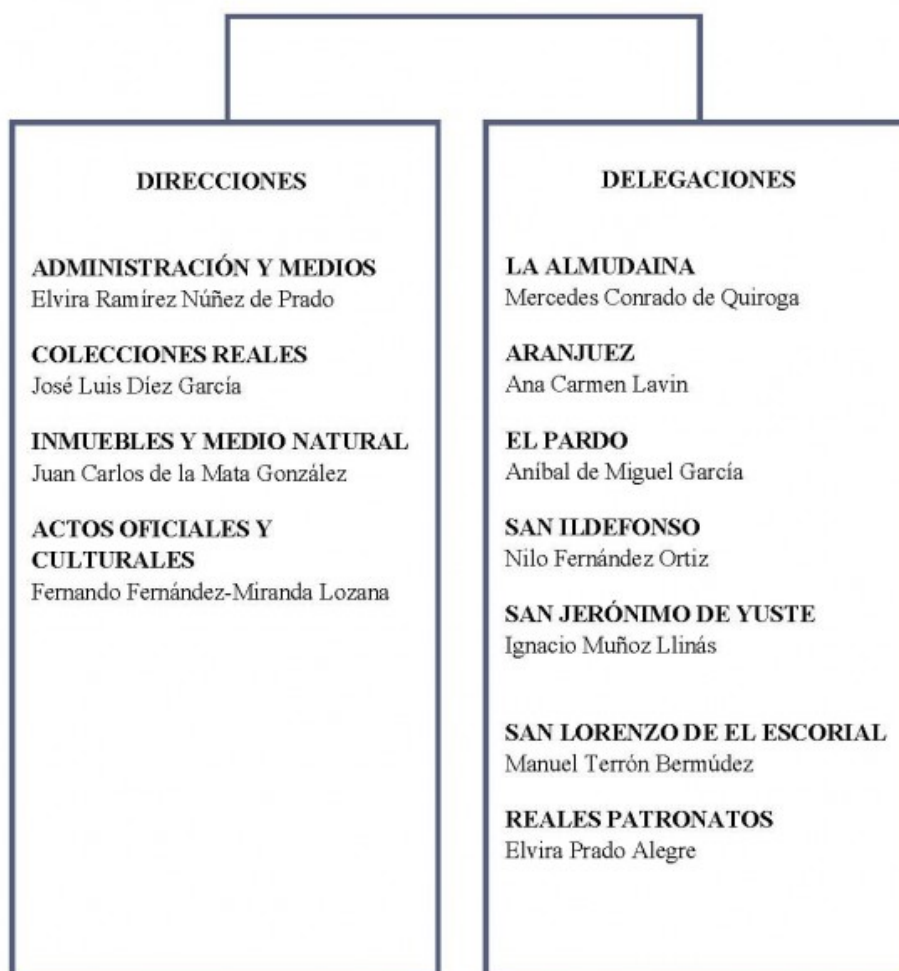 DIRECCIONES
ADMINISTRACIÓN Y MEDIOS
Elvira Ramírez Núñez de Prado
COLECCIONES REALES
José Luis Díez García
INMUEBLES Y MEDIO NATURAL
Juan Carlos de la Mata González
ACTOS OFICIALES Y
CULTURALES
Fernando Fernández-Miranda Lozana
DELEGACIONES
LA ALMUDAINA
Mercedes Conrado de Quiroga
ARANJUEZ
Ana Carmen Lavin
EL PARDO
Aníbal de Miguel García
SAN ILDEFONSO
Nilo Fernández Ortiz
SAN JERÓNIMO DE YUSTE
Ignacio Muñoz Llinás
SAN LORENZO DE EL ESCORIAL
Manuel Terrón Bermúdez
REALES PATRONATOS
Elvira Prado Alegre